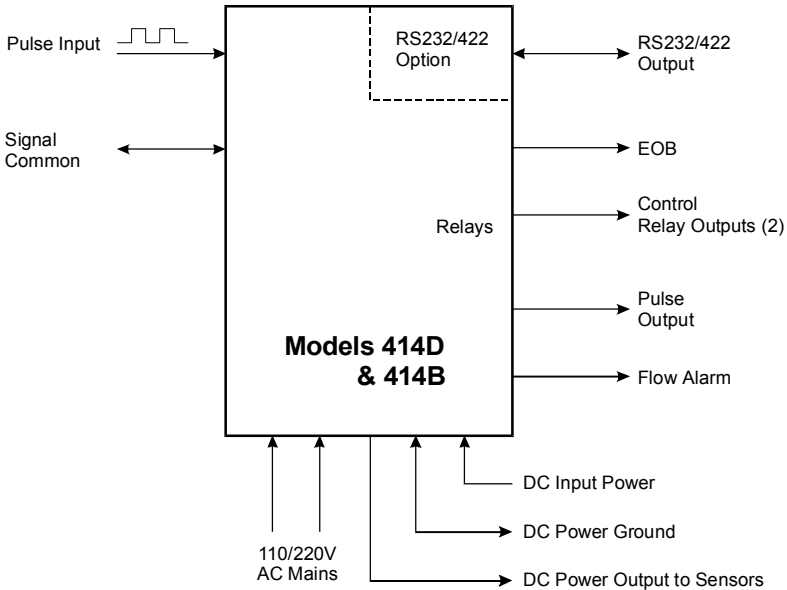 Pulse Input
RS232/422
Option
RS232/422
Output
Signal
Common
EOB
Control
Relay Outputs (2)
Relays
Pulse
Output
Models 414D
& 414B
Flow Alarm
DC Input Power
DC Power Ground
110/220V
AC Mains
DC Power Output to Sensors